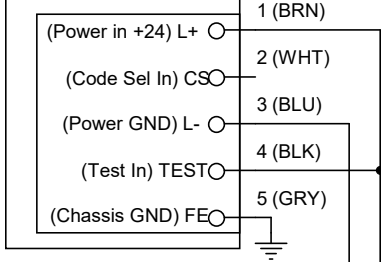 1 (BRN)
(Power in +24) L+
2 (WHT)
(Code Sel In) CS
3 (BLU)
(Power GND) L-
4 (BLK)
(Test In) TEST
5 (GRY)
(Chassis GND) FE